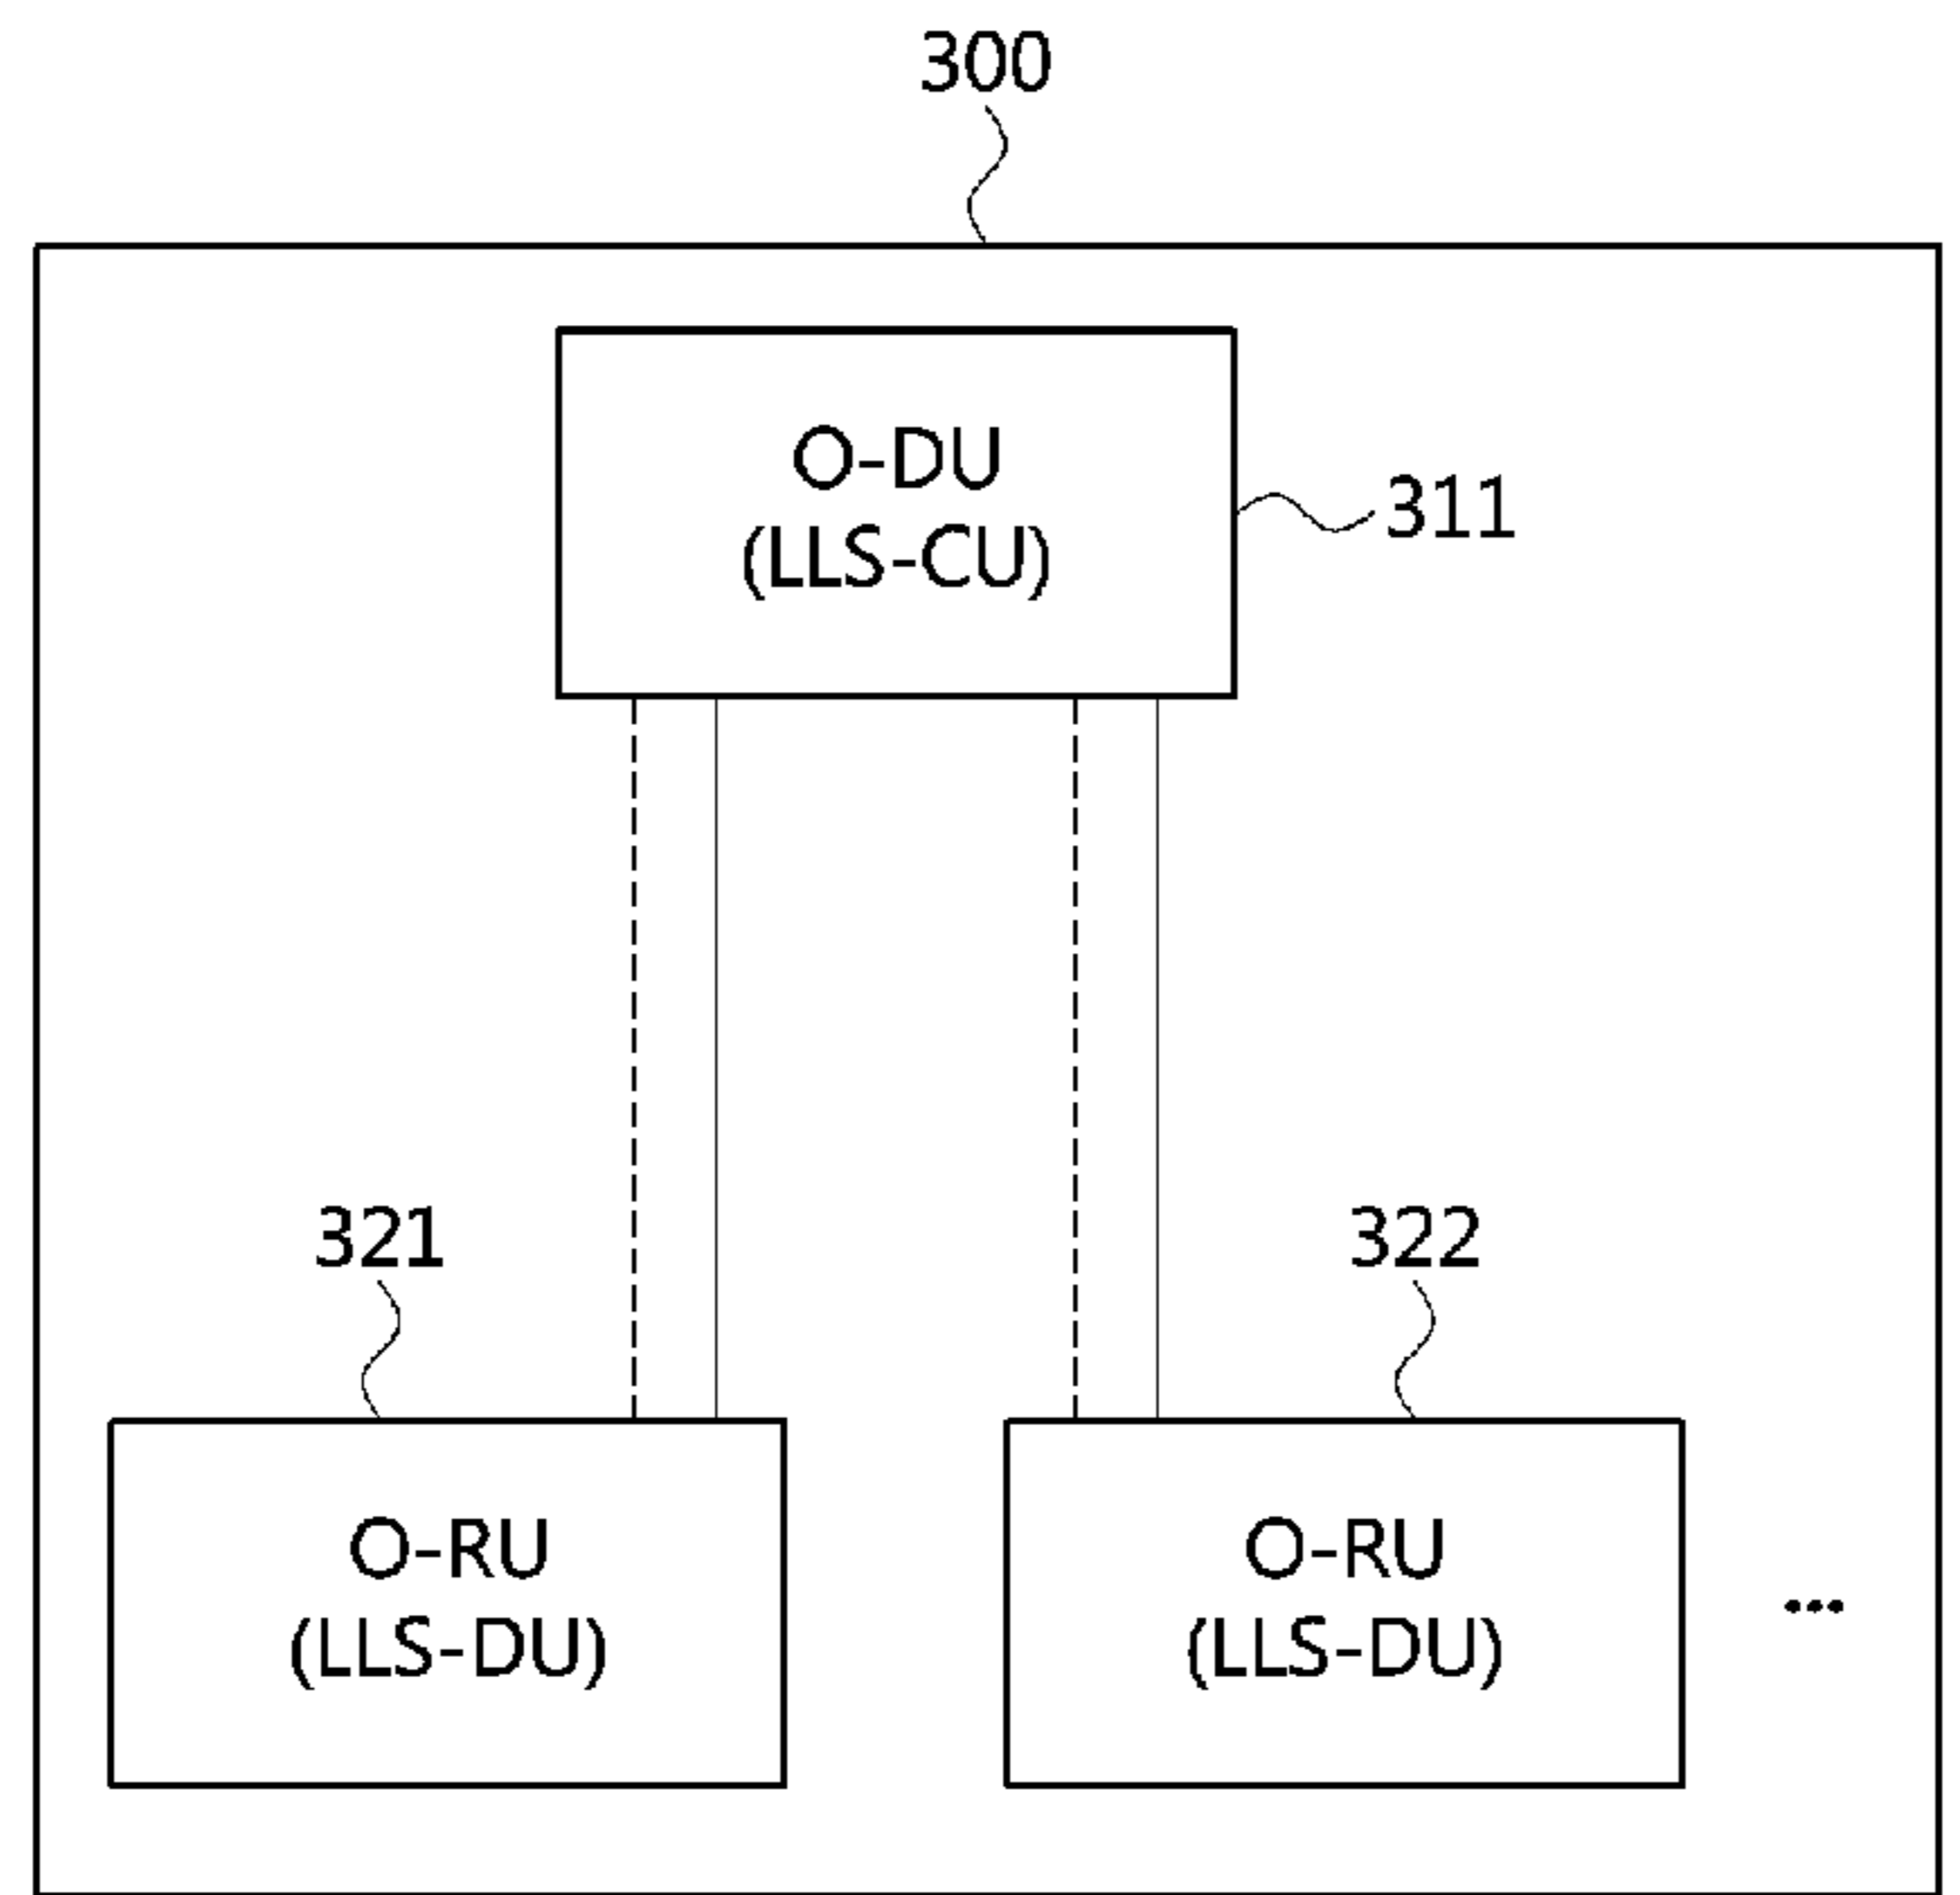 300
O-DU
(LLS-CU)
311
321
322
O-RU
(LLS-DU)
O-RU
(LLS-DU)
...